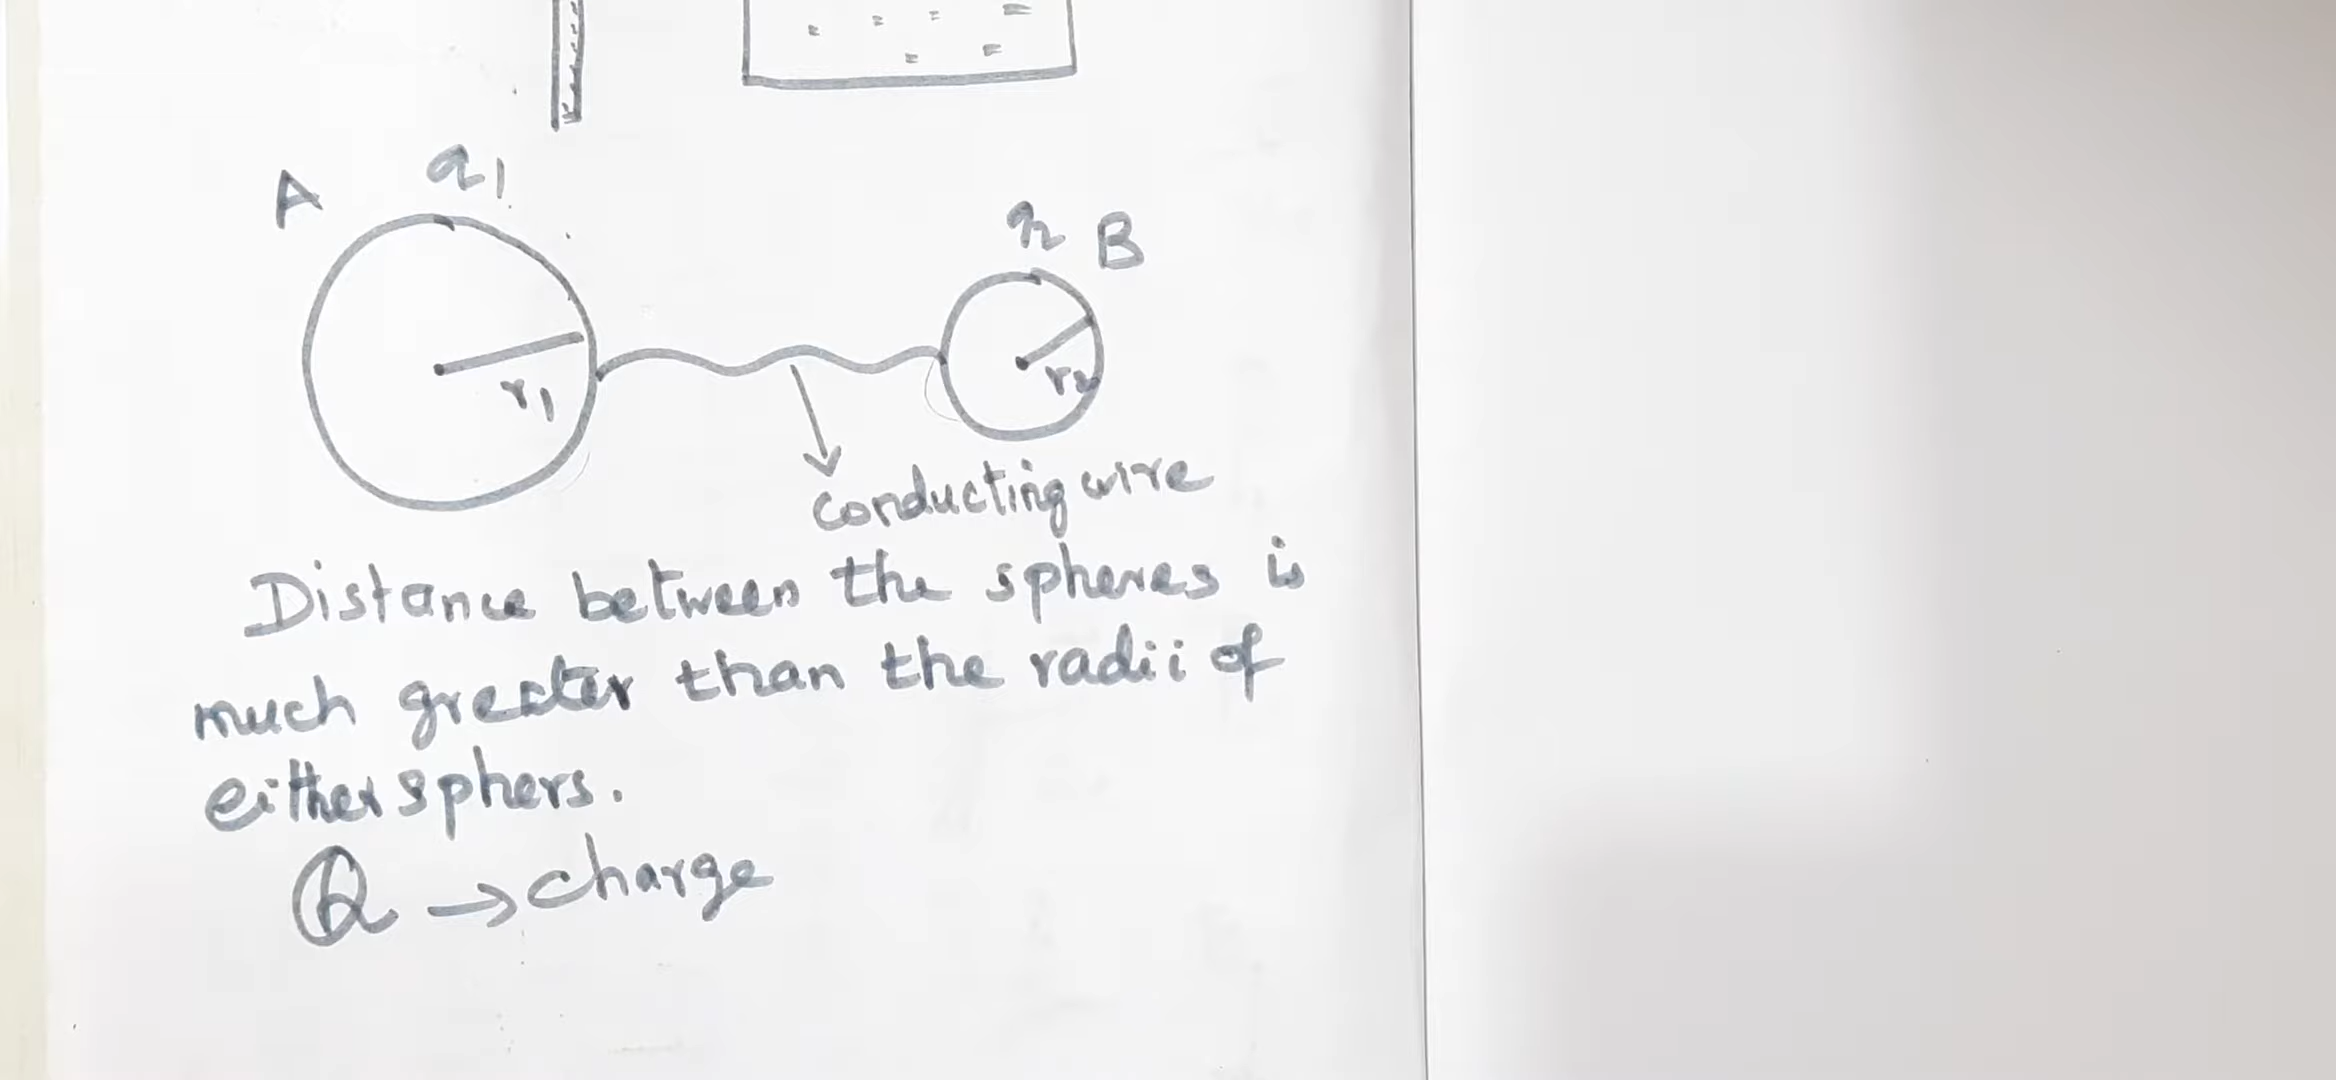 A
q1
B
r1
r2
conducting wire
Distance between the spheres is
much greater than the radii of
either sphers.
Q → charge